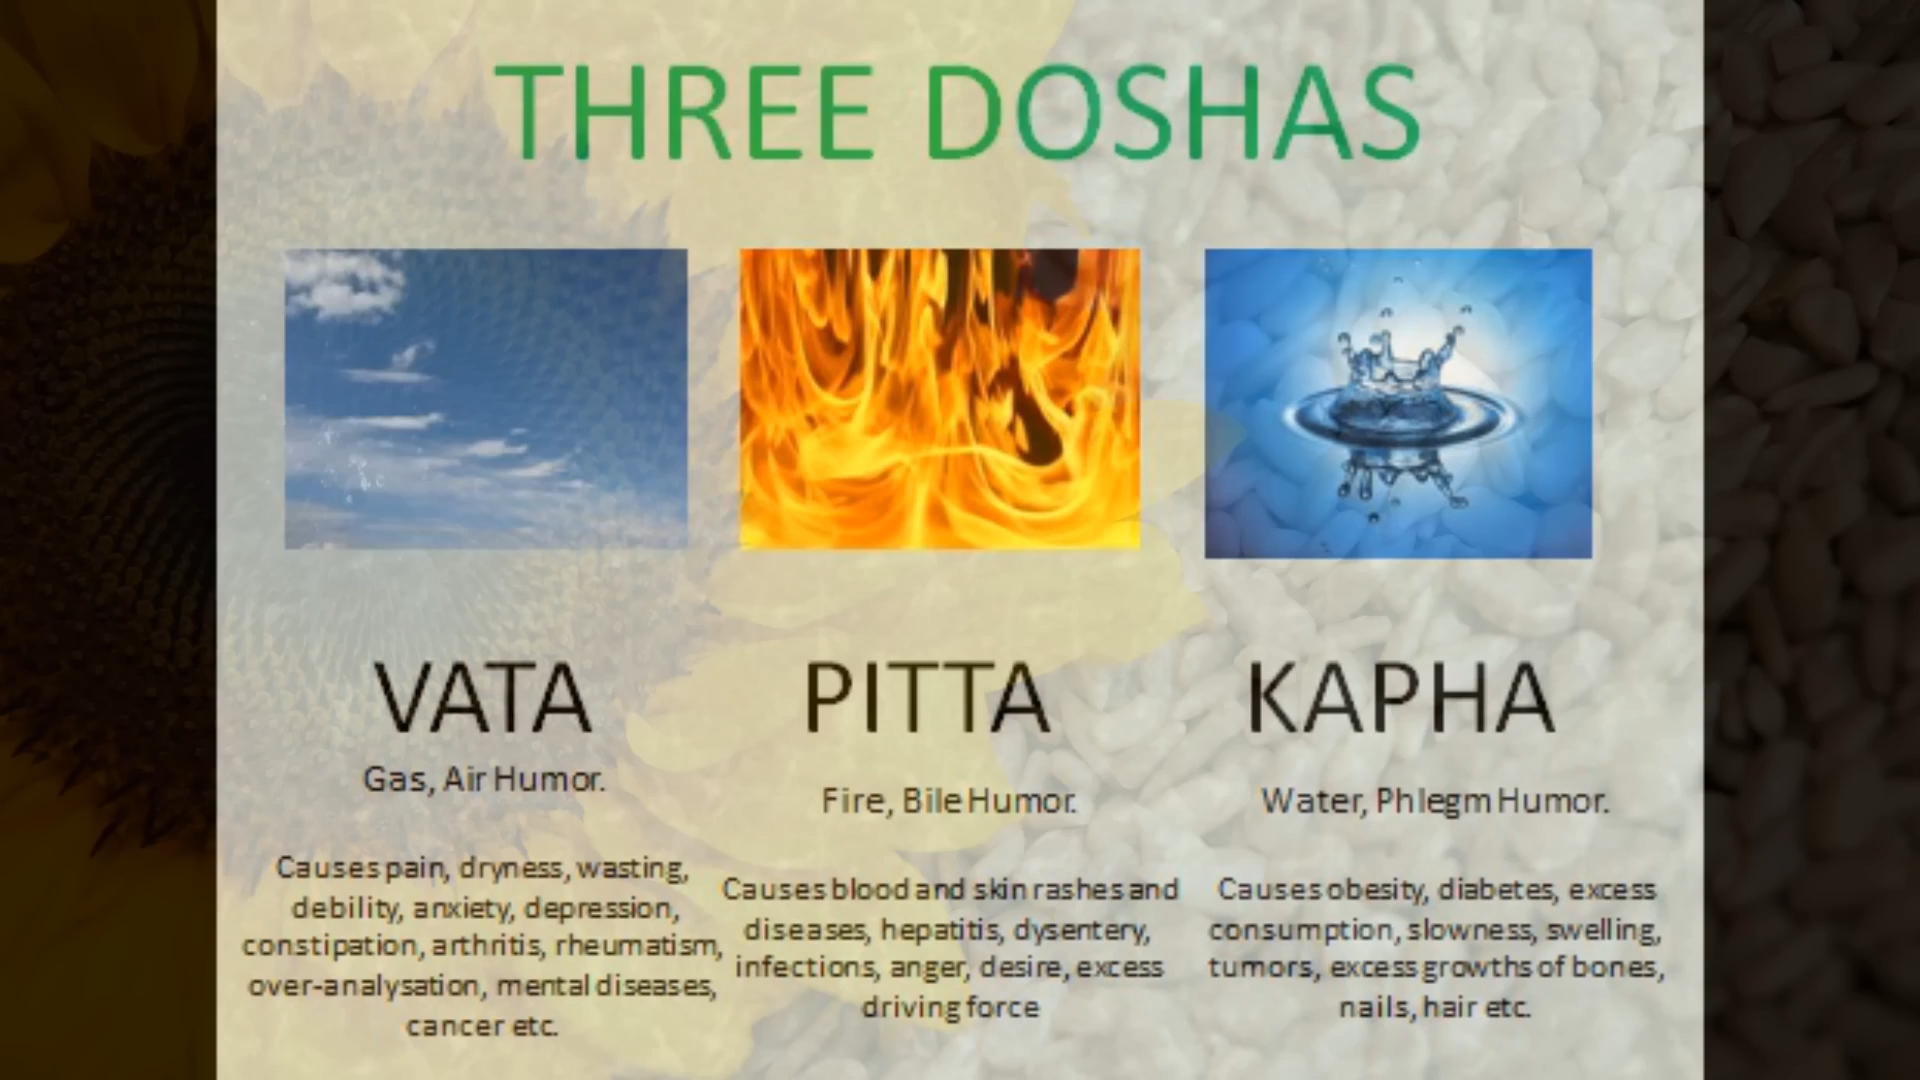 THREE DOSHAS
VATA
Gas, Air Humor.
Causes pain, dryness, wasting,
debility, anxiety, depression,
constipation, arthritis, rheumatism,
over-analysation, mental diseases,
cancer etc.
PITTA
Fire, Bile Humor.
Causes blood and skin rashes and
diseases, hepatitis, dysentery,
infections, anger, desire, excess
driving force
KAPHA
Water, Phlegm Humor.
Causes obesity, diabetes, excess
consumption, slowness, swelling,
tumors, excess growths of bones,
nails, hair etc.